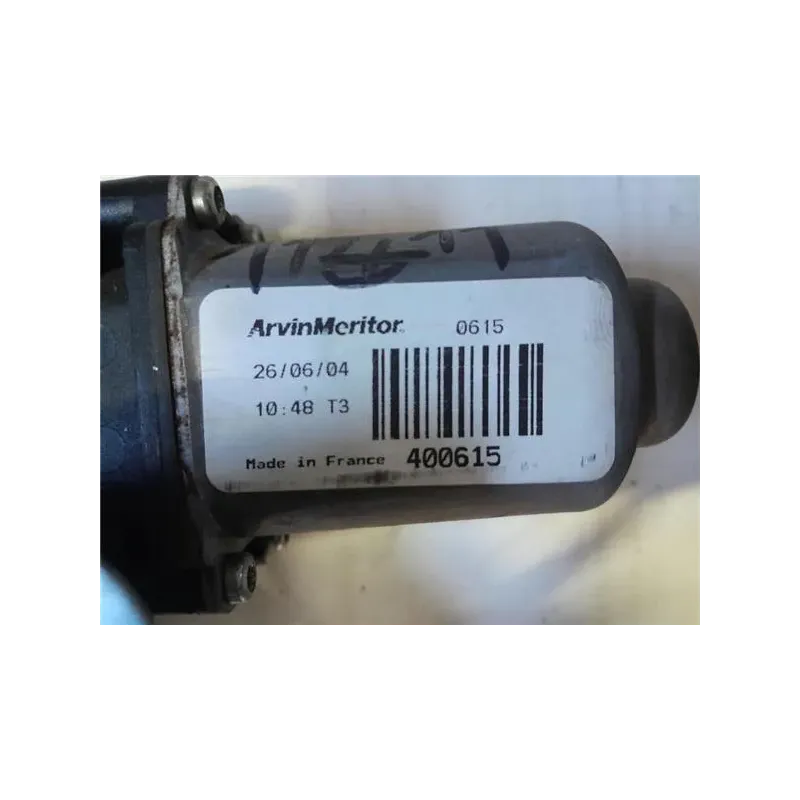 ArvinMeritor 0615
26/06/04
10:48 T3
Made in France 400615